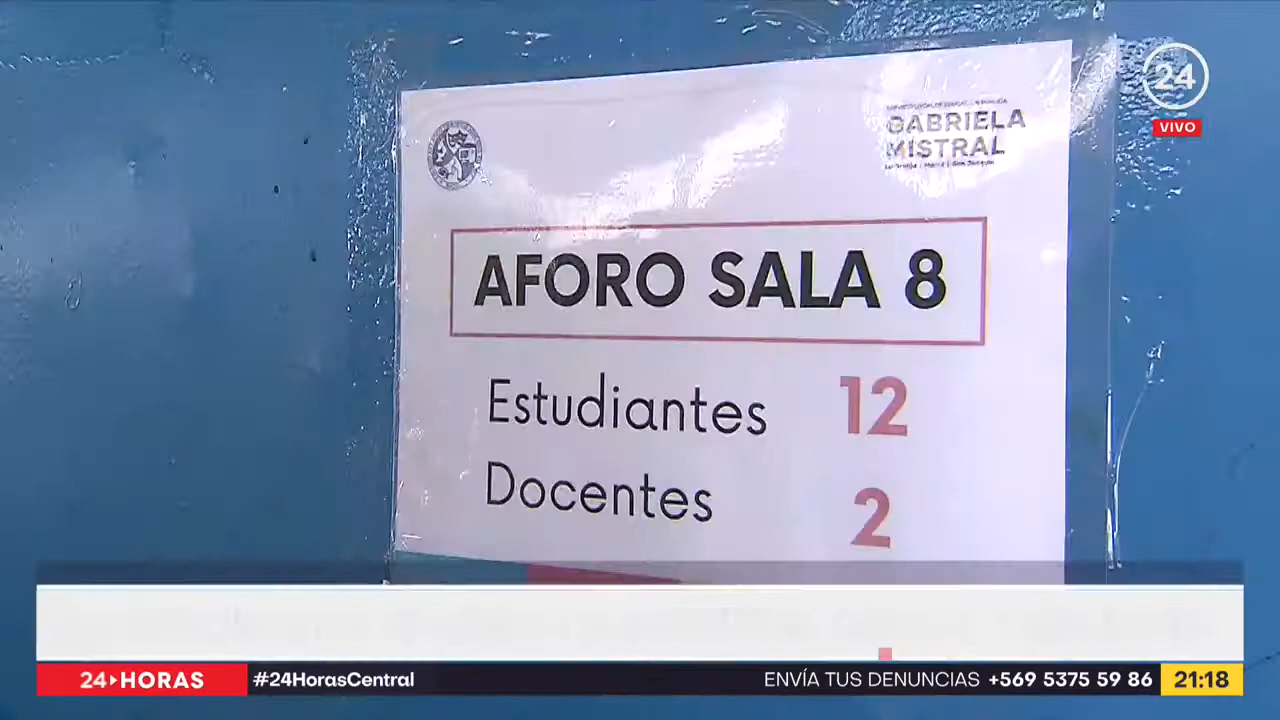 24
VIVO
GABRIELA
MISTRAL
AFORO SALA 8
Estudiantes 12
Docentes 2
24 HORAS
#24HorasCentral
ENVÍA TUS DENUNCIAS +569 5375 59 86
21:18